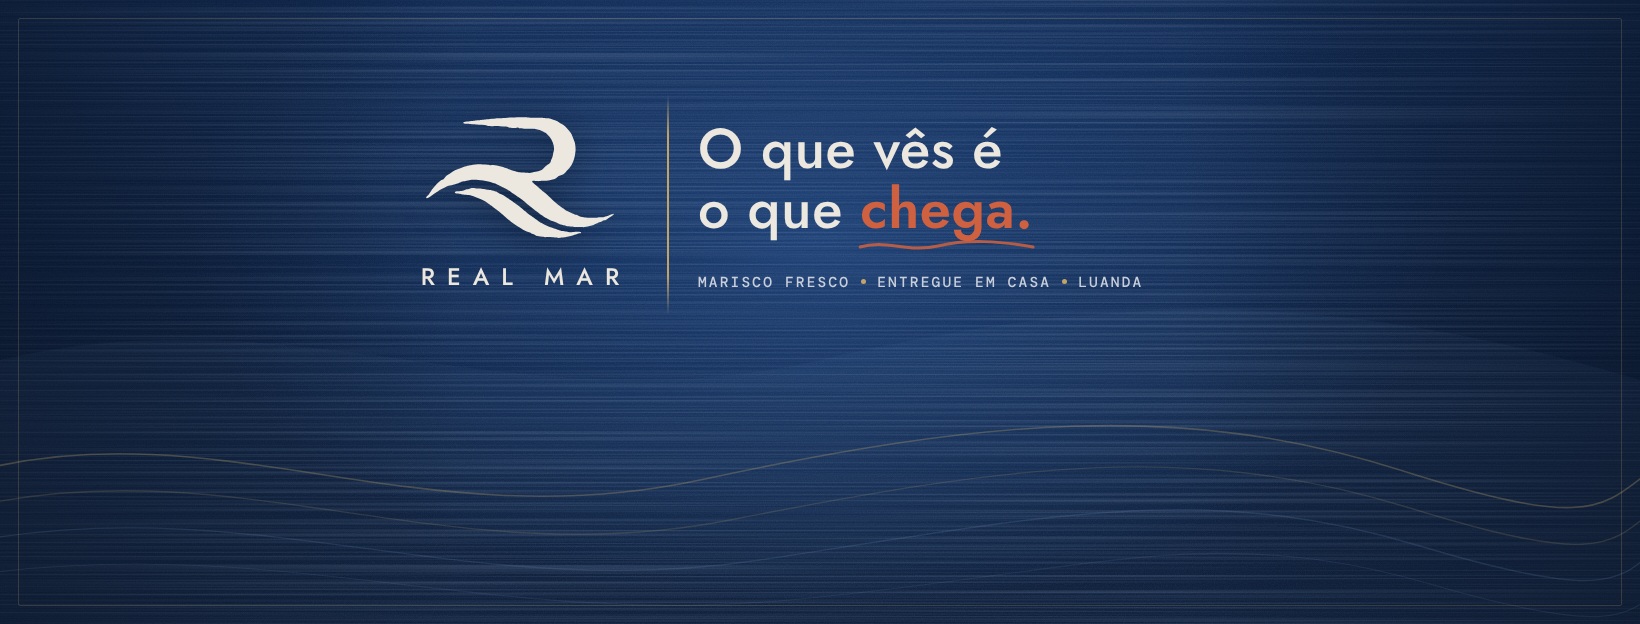 REAL MAR
O que vês é
o que chega.
MARISCO FRESCO • ENTREGUE EM CASA • LUANDA